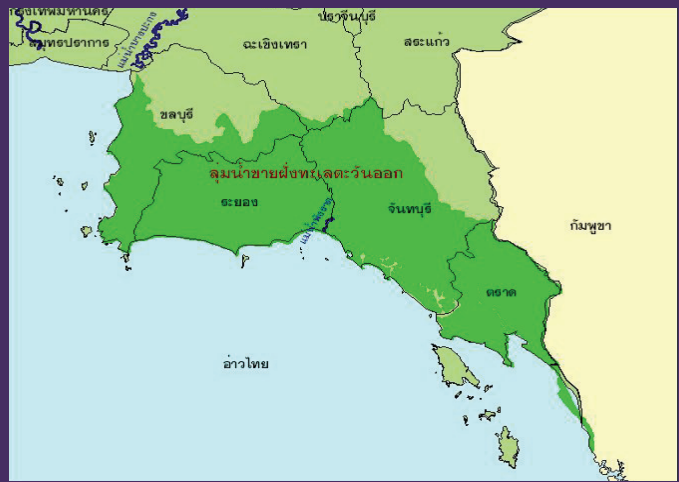 กรุงเทพมหานคร
ปราจีนบุรี
สมุทรปราการ
แม่น้ำบางปะกง
ฉะเชิงเทรา
สระแก้ว
ชลบุรี
ลุ่มน้ำชายฝั่งทะเลตะวันออก
ระยอง
แม่น้ำพังราด
จันทบุรี
กัมพูชา
ตราด
อ่าวไทย